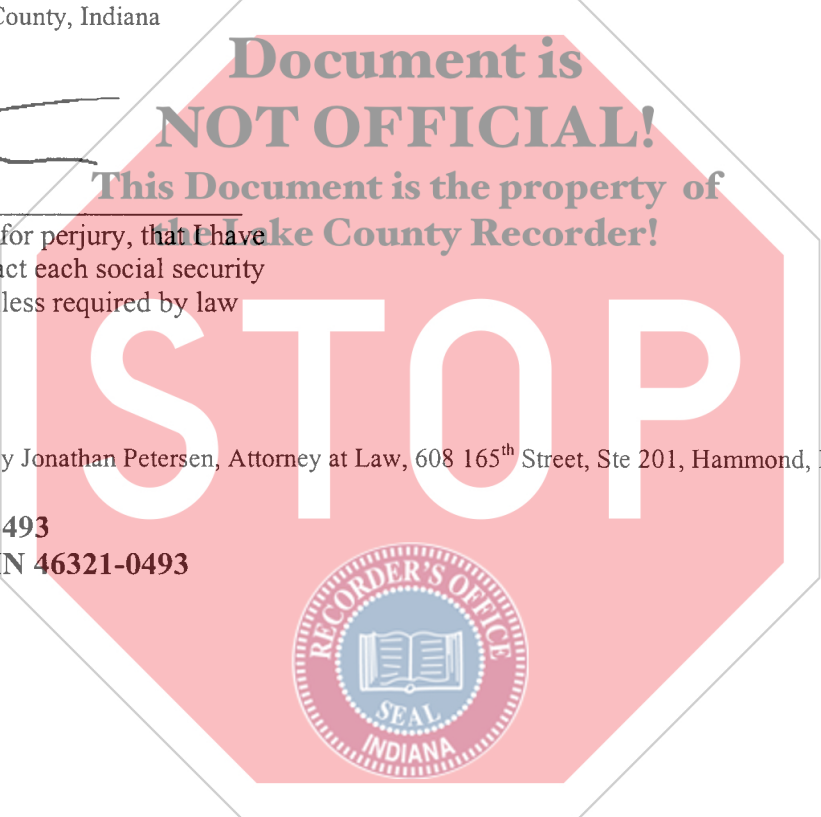 County, Indiana
Document is
NOT OFFICIAL!
This Document is the property of
the Lake County Recorder!
for perjury, that I have
act each social security
less required by law
STOP
y Jonathan Petersen, Attorney at Law, 608 165th Street, Ste 201, Hammond,
493
IN 46321-0493
RECORDER'S OFFICE
SEAL
INDIANA